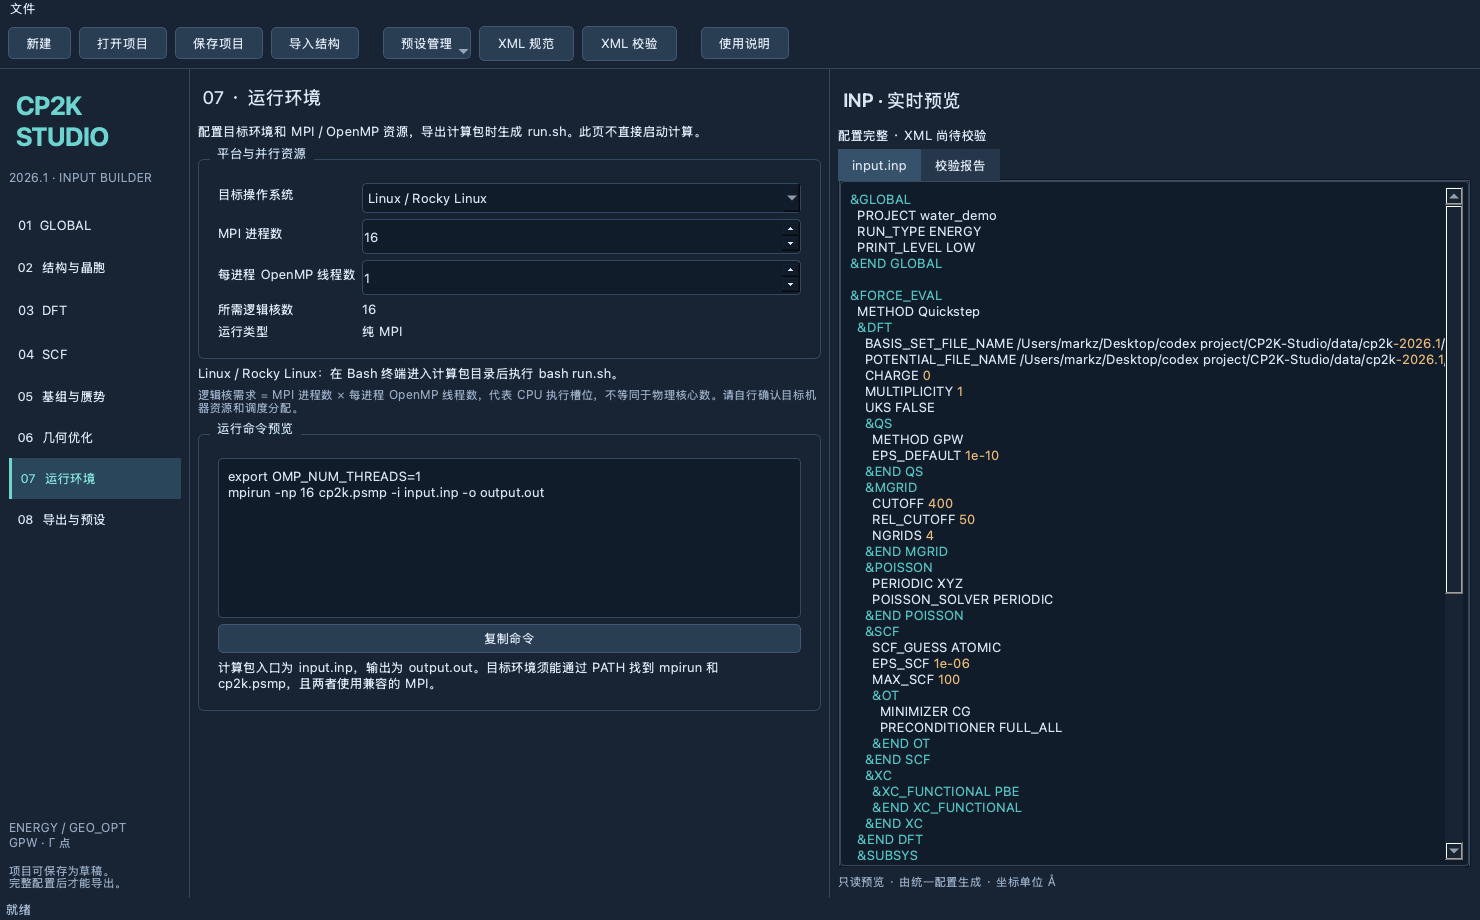 文件
新建
打开项目
保存项目
导入结构
预设管理
XML 规范
XML 校验
使用说明
CP2K
STUDIO
2026.1 · INPUT BUILDER
01 GLOBAL
02 结构与晶胞
03 DFT
04 SCF
05 基组与赝势
06 几何优化
07 运行环境
08 导出与预设
ENERGY / GEO_OPT
GPW · Γ 点
项目可保存为草稿。
完整配置后才能导出。
就绪
07 · 运行环境
配置目标环境和 MPI / OpenMP 资源，导出计算包时生成 run.sh。此页不直接启动计算。
平台与并行资源
目标操作系统 Linux / Rocky Linux
MPI 进程数 16
每进程 OpenMP 线程数 1
所需逻辑核数 16
运行类型 纯 MPI
Linux / Rocky Linux：在 Bash 终端进入计算包目录后执行 bash run.sh。
逻辑核需求 = MPI 进程数 × 每进程 OpenMP 线程数，代表 CPU 执行槽位，不等同于物理核心数。请自行确认目标机
器资源和调度分配。
运行命令预览
export OMP_NUM_THREADS=1
mpirun -np 16 cp2k.psmp -i input.inp -o output.out
复制命令
计算包入口为 input.inp，输出为 output.out。目标环境须能通过 PATH 找到 mpirun 和
cp2k.psmp，且两者使用兼容的 MPI。
INP · 实时预览
配置完整 · XML 尚待校验
input.inp
校验报告
&GLOBAL
PROJECT water_demo
RUN_TYPE ENERGY
PRINT_LEVEL LOW
&END GLOBAL
&FORCE_EVAL
METHOD Quickstep
&DFT
BASIS_SET_FILE_NAME /Users/markz/Desktop/codex project/CP2K-Studio/data/cp2k-2026.1/
POTENTIAL_FILE_NAME /Users/markz/Desktop/codex project/CP2K-Studio/data/cp2k-2026.1/
CHARGE 0
MULTIPLICITY 1
UKS FALSE
&QS
METHOD GPW
EPS_DEFAULT 1e-10
&END QS
&MGRID
CUTOFF 400
REL_CUTOFF 50
NGRIDS 4
&END MGRID
&POISSON
PERIODIC XYZ
POISSON_SOLVER PERIODIC
&END POISSON
&SCF
SCF_GUESS ATOMIC
EPS_SCF 1e-06
MAX_SCF 100
&OT
MINIMIZER CG
PRECONDITIONER FULL_ALL
&END OT
&END SCF
&XC
&XC_FUNCTIONAL PBE
&END XC_FUNCTIONAL
&END XC
&END DFT
&SUBSYS
只读预览 · 由统一配置生成 · 坐标单位 Å